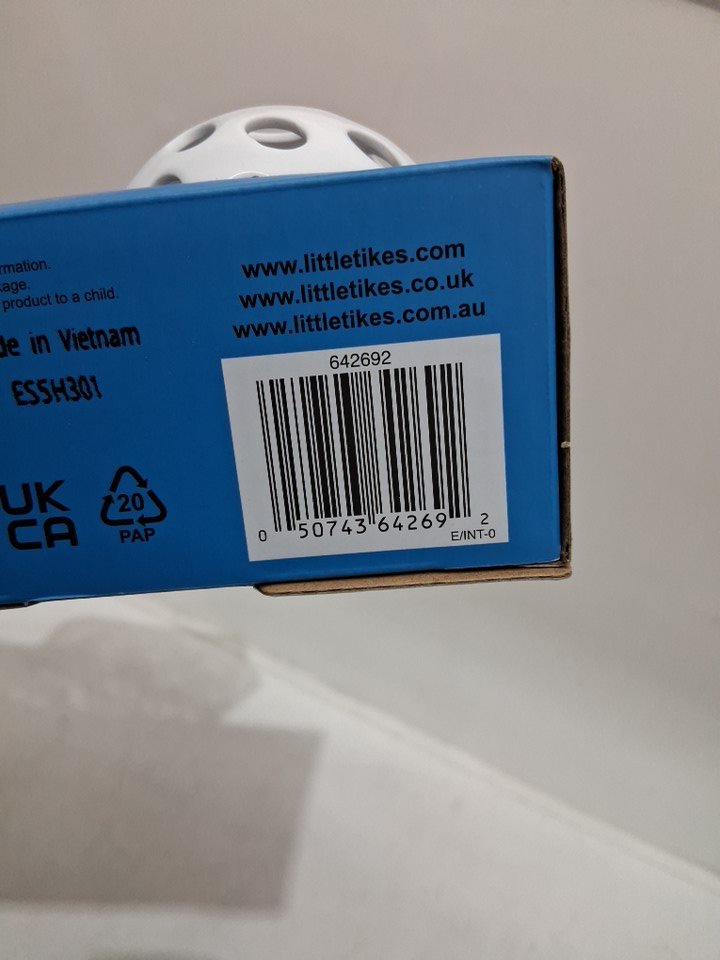 rmation.
kage.
product to a child.
de in Vietnam
ESSH301
UK
CA
20
PAP
www.littletikes.com
www.littletikes.co.uk
www.littletikes.com.au
642692
0 50743 64269 2
E/INT-0